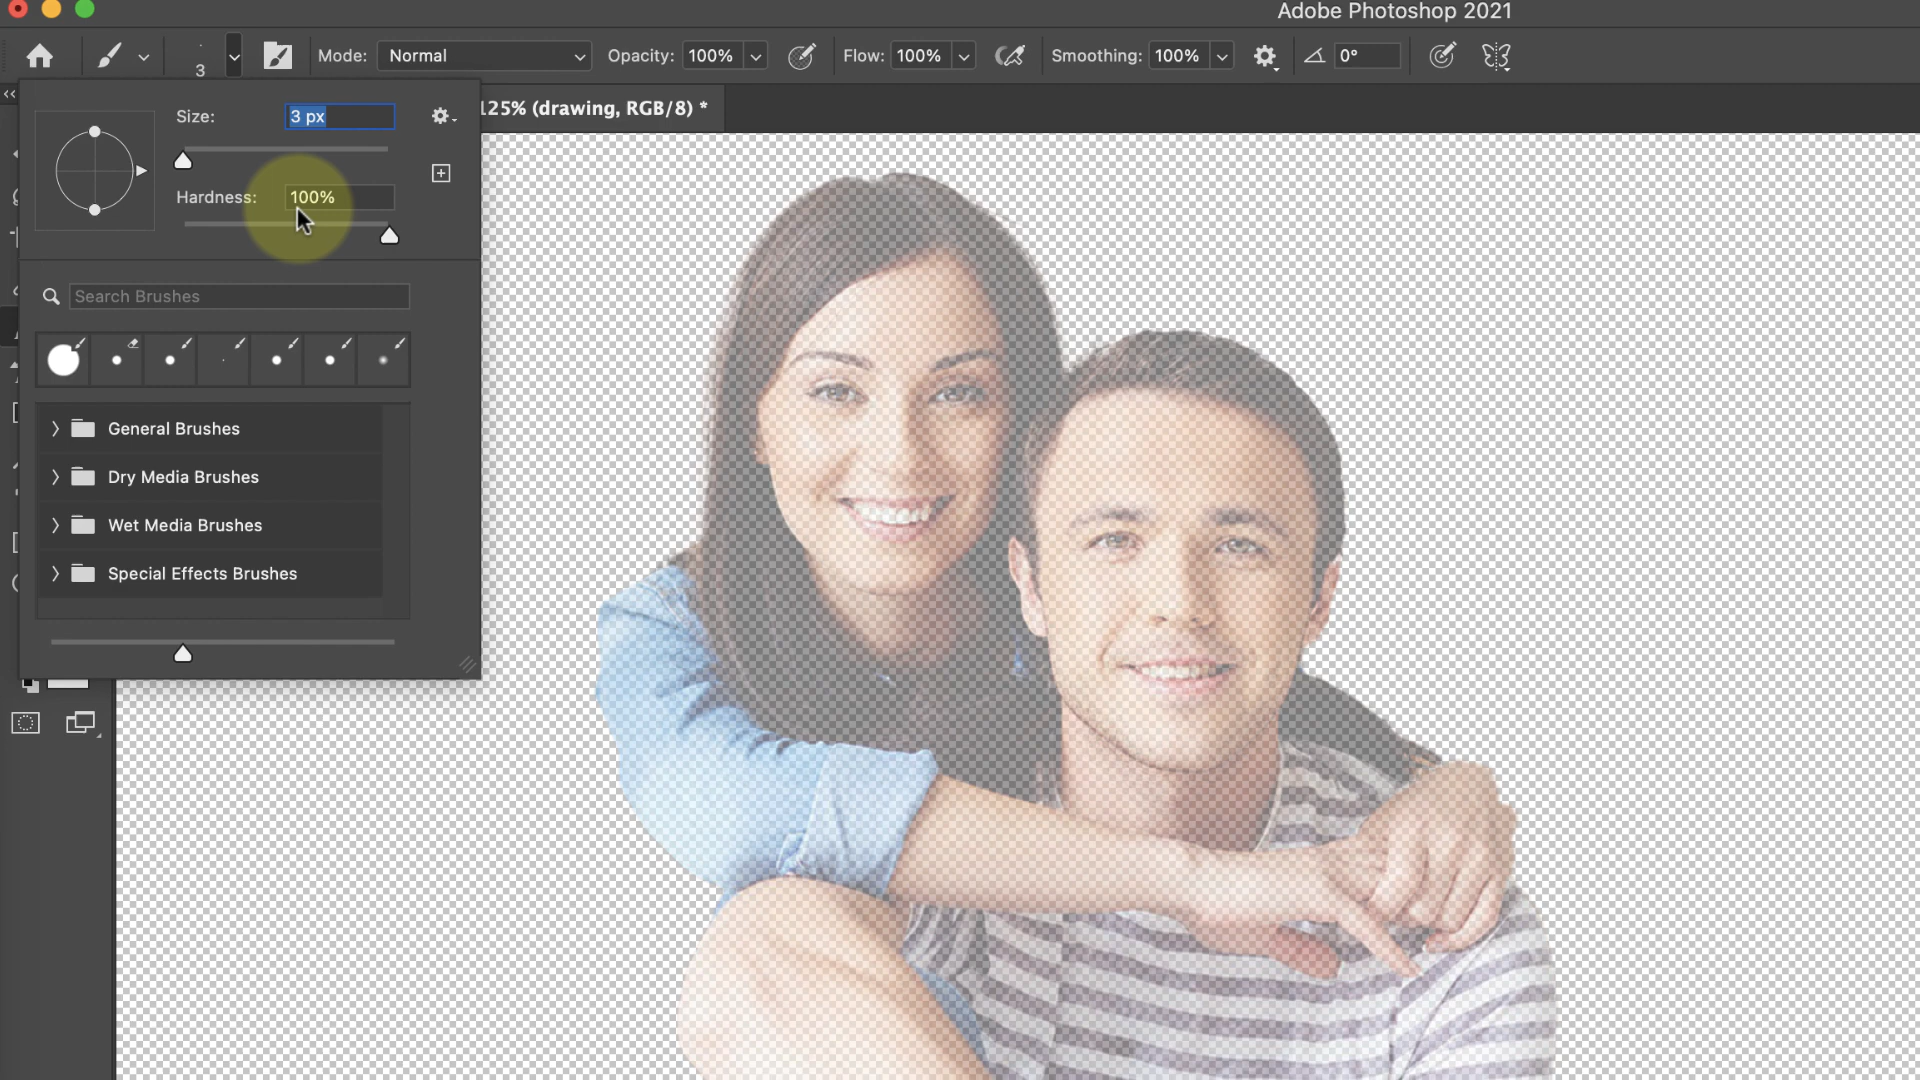 Adobe Photoshop 2021
3
Mode: Normal Opacity: 100% Flow: 100% Smoothing: 100% 0°
Size: 3 px
125% (drawing, RGB/8) *
Hardness: 100%
Search Brushes
General Brushes
Dry Media Brushes
Wet Media Brushes
Special Effects Brushes